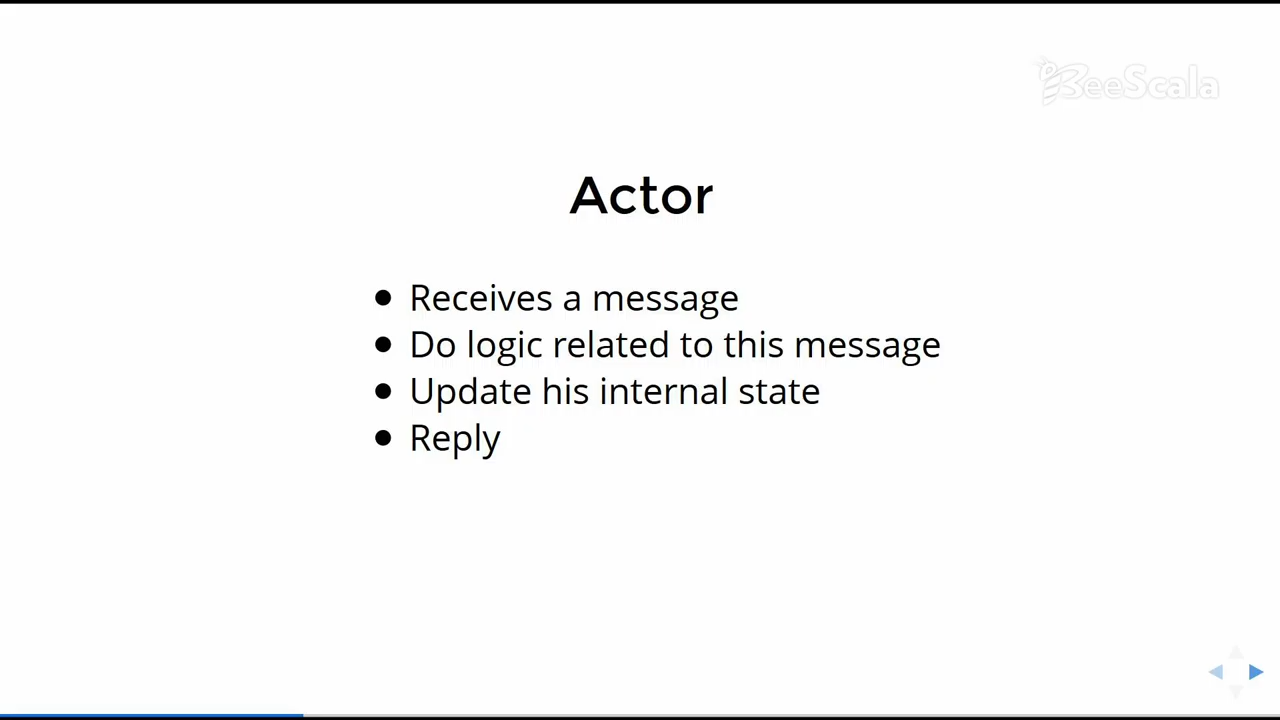 BeeScala
Actor
Receives a message
Do logic related to this message
Update his internal state
Reply